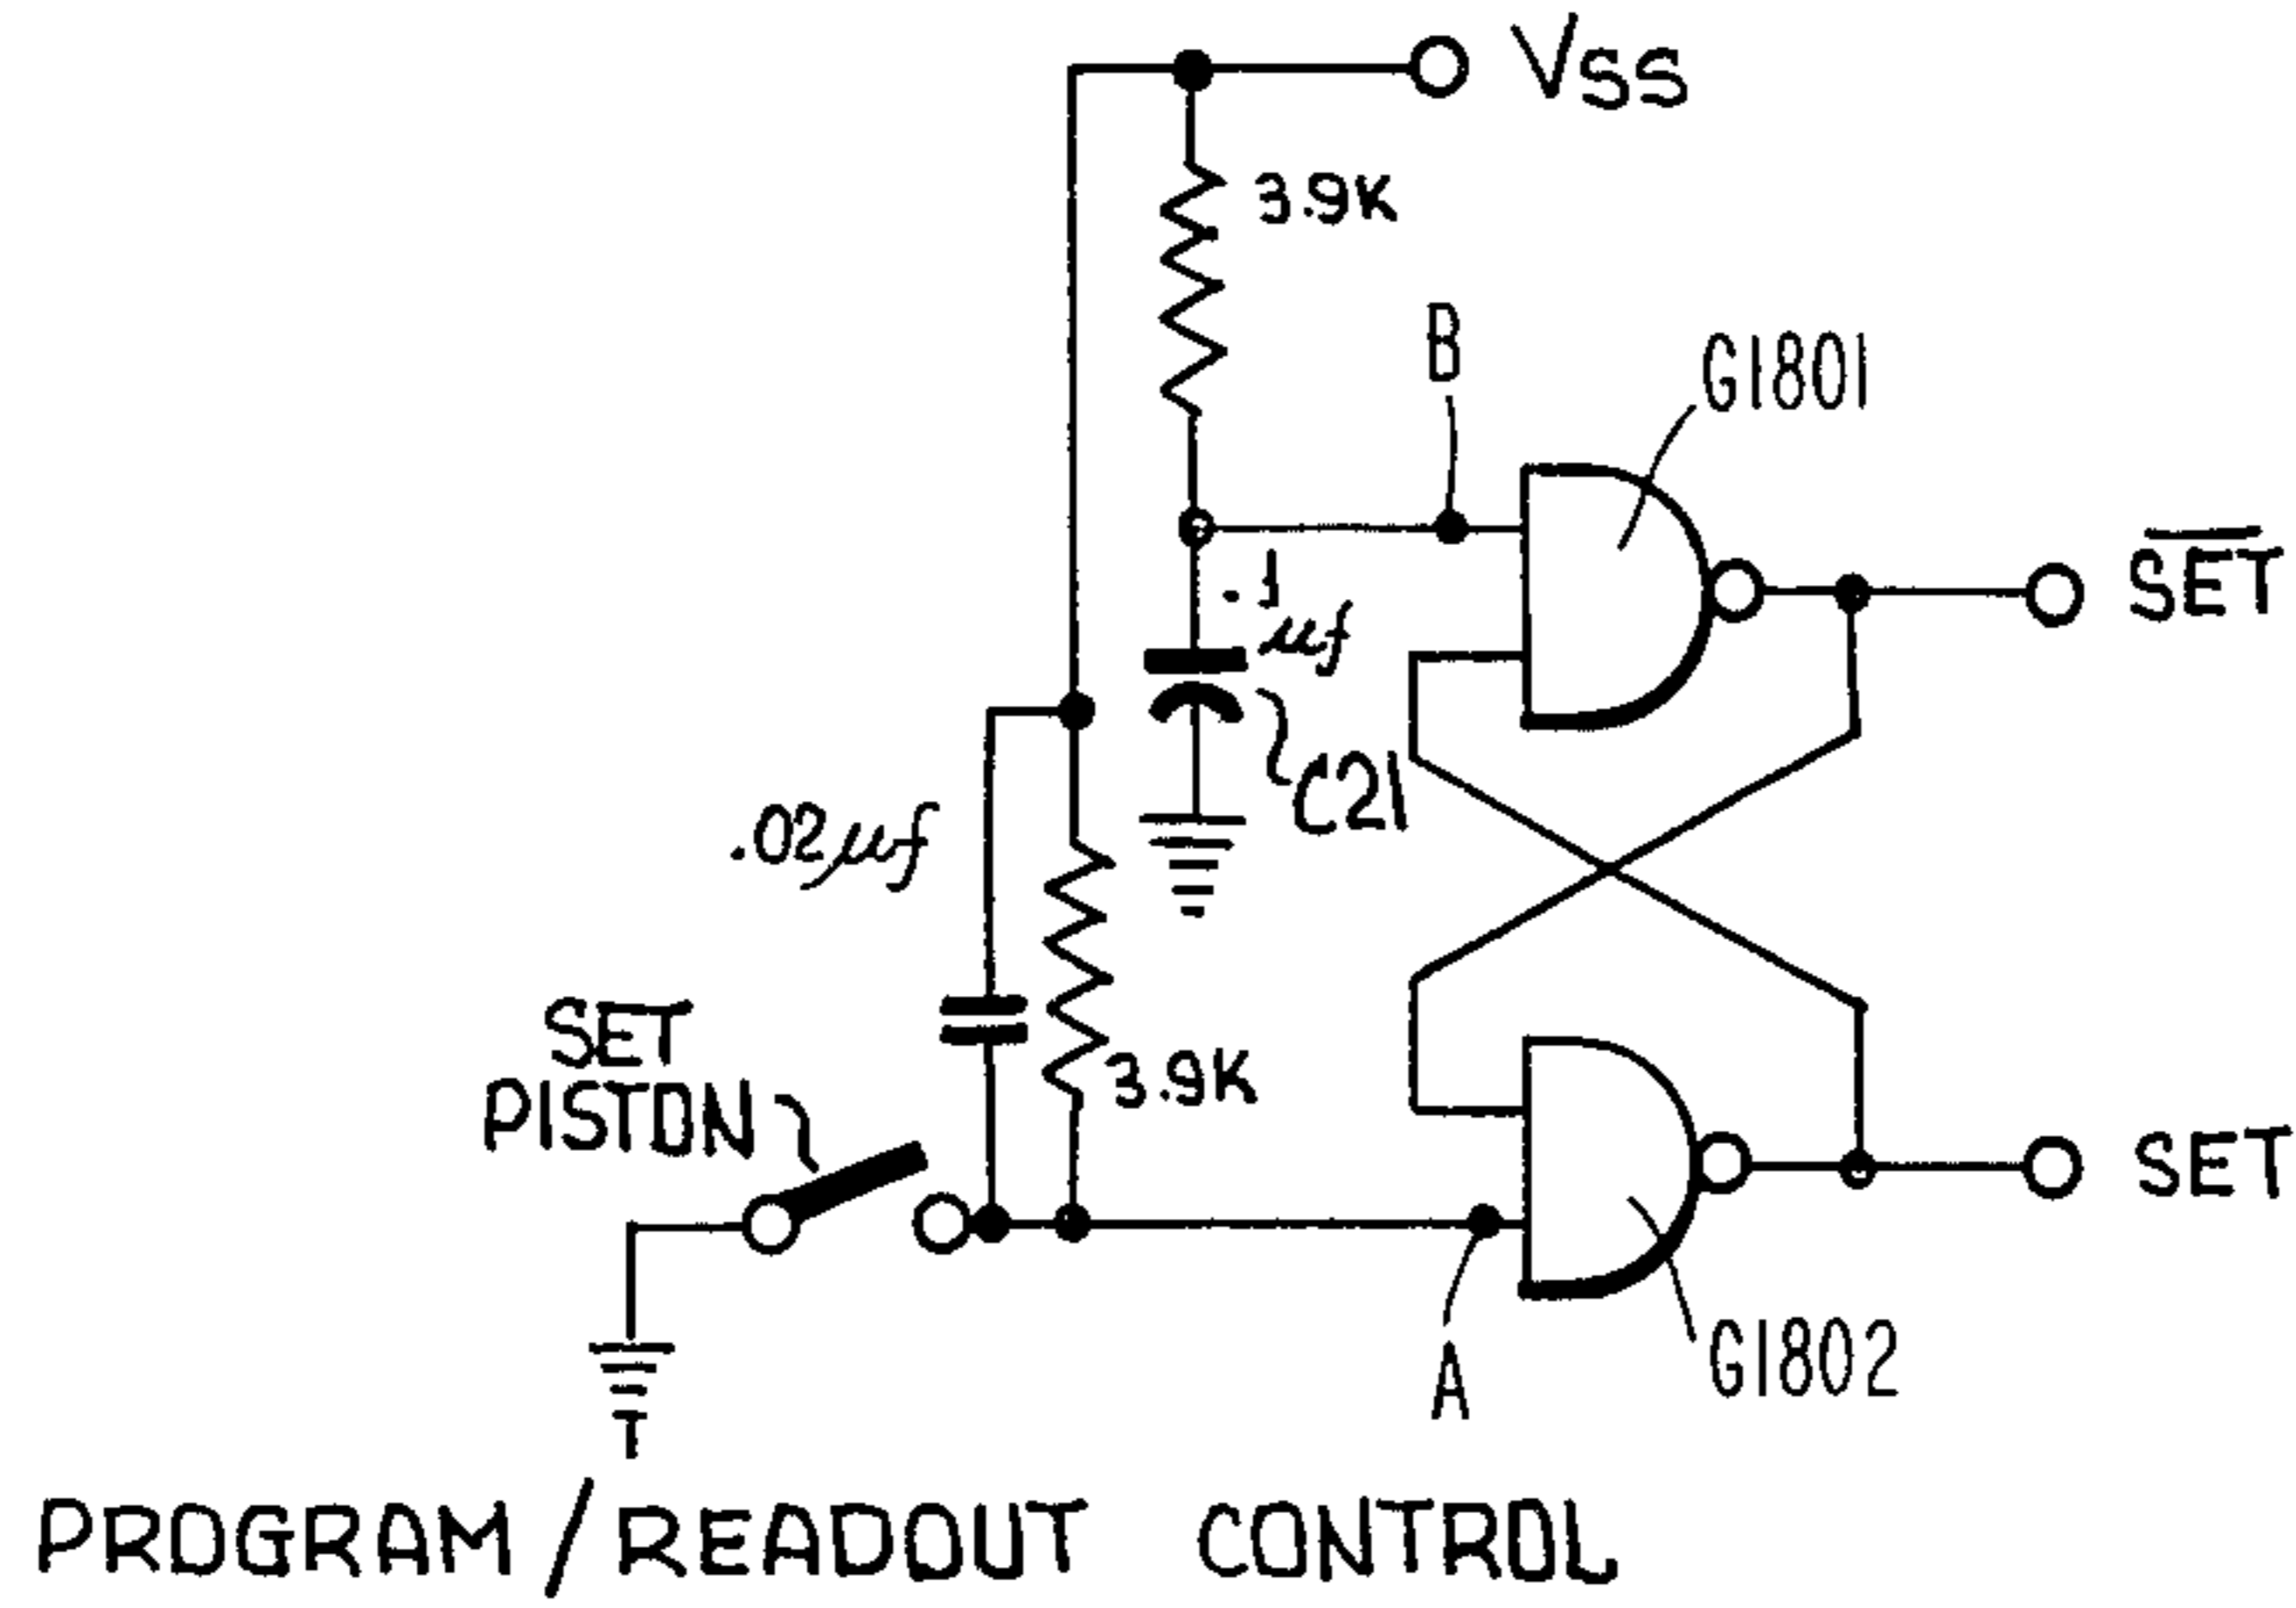 VSS
3.9K
B
G1801
SET
.1
µf
C21
.02µf
SET
PISTON
3.9K
SET
A
G1802
PROGRAM/READOUT CONTROL